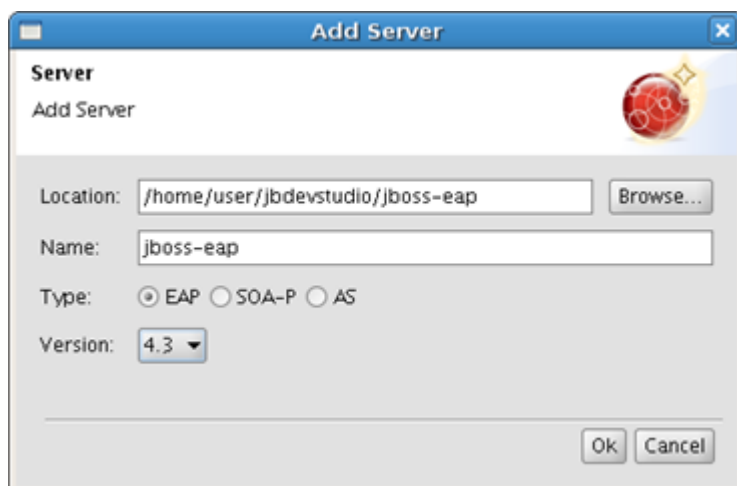 Add Server
Server
Add Server
Location: /home/user/jbdevstudio/jboss-eap Browse...
Name: jboss-eap
Type: EAP SOA-P AS
Version: 4.3
Ok Cancel